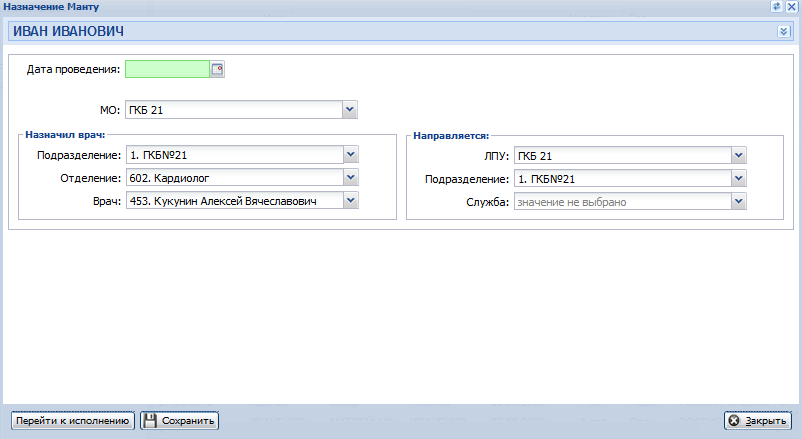 Назначение Манту
ИВАН ИВАНОВИЧ
Дата проведения:
МО: ГКБ 21
Назначил врач:
Подразделение: 1. ГКБ№21
Отделение: 602. Кардиолог
Врач: 453. Кукунин Алексей Вячеславович
Направляется:
ЛПУ: ГКБ 21
Подразделение: 1. ГКБ№21
Служба: значение не выбрано
Перейти к исполнению Сохранить Закрыть